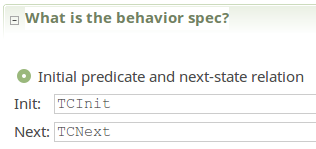 What is the behavior spec?
Initial predicate and next-state relation
Init: TCInit
Next: TCNext